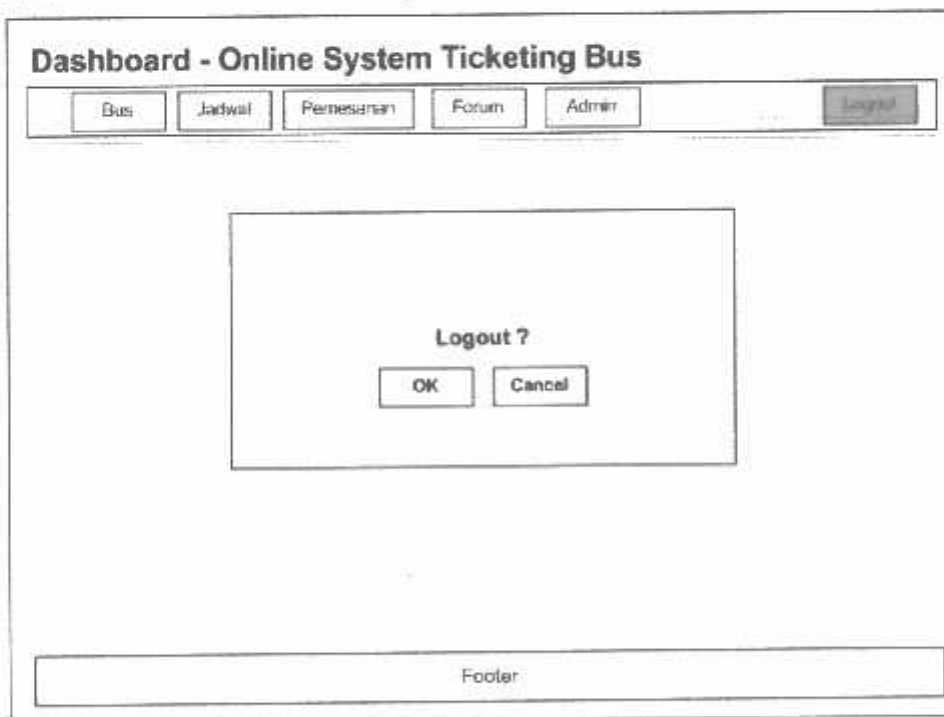 Dashboard - Online System Ticketing Bus
Bus Jadwal Pemesanan Forum Admin Logout
Logout ?
OK Cancel
Footer